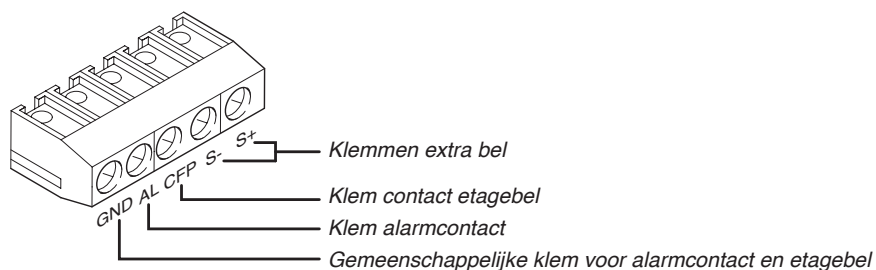 GND AL CFP S- S+
Klemmen extra bel
Klem contact etagebel
Klem alarmcontact
Gemeenschappelijke klem voor alarmcontact en etagebel